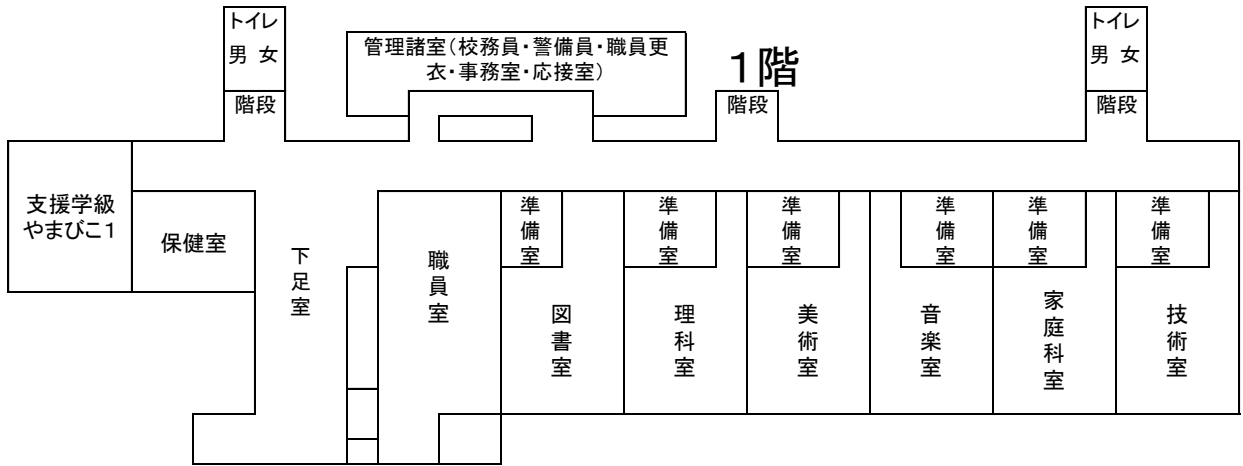 トイレ
男 女
階段
管理諸室(校務員・警備員・職員更
衣・事務室・応接室)
1階
階段
トイレ
男 女
階段
支援学級
やまびこ1
保健室
下足室
職員室
準備室
図書室
準備室
理科室
準備室
美術室
準備室
音楽室
準備室
家庭科室
準備室
技術室